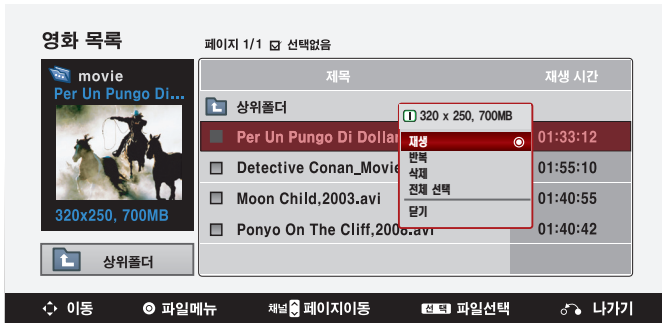 영화 목록
페이지 1/1 선택없음
movie
Per Un Pungo Di...
320x250, 700MB
상위폴더
제목 재생 시간
상위폴더
Per Un Pungo Di Dollar 01:33:12
Detective Conan_Movie 01:55:10
Moon Child,2003.avi 01:40:55
Ponyo On The Cliff,2008.avi 01:40:42
320 x 250, 700MB
재생
반복
삭제
전체 선택
닫기
이동 파일메뉴 채널 페이지이동 선택 파일선택 나가기